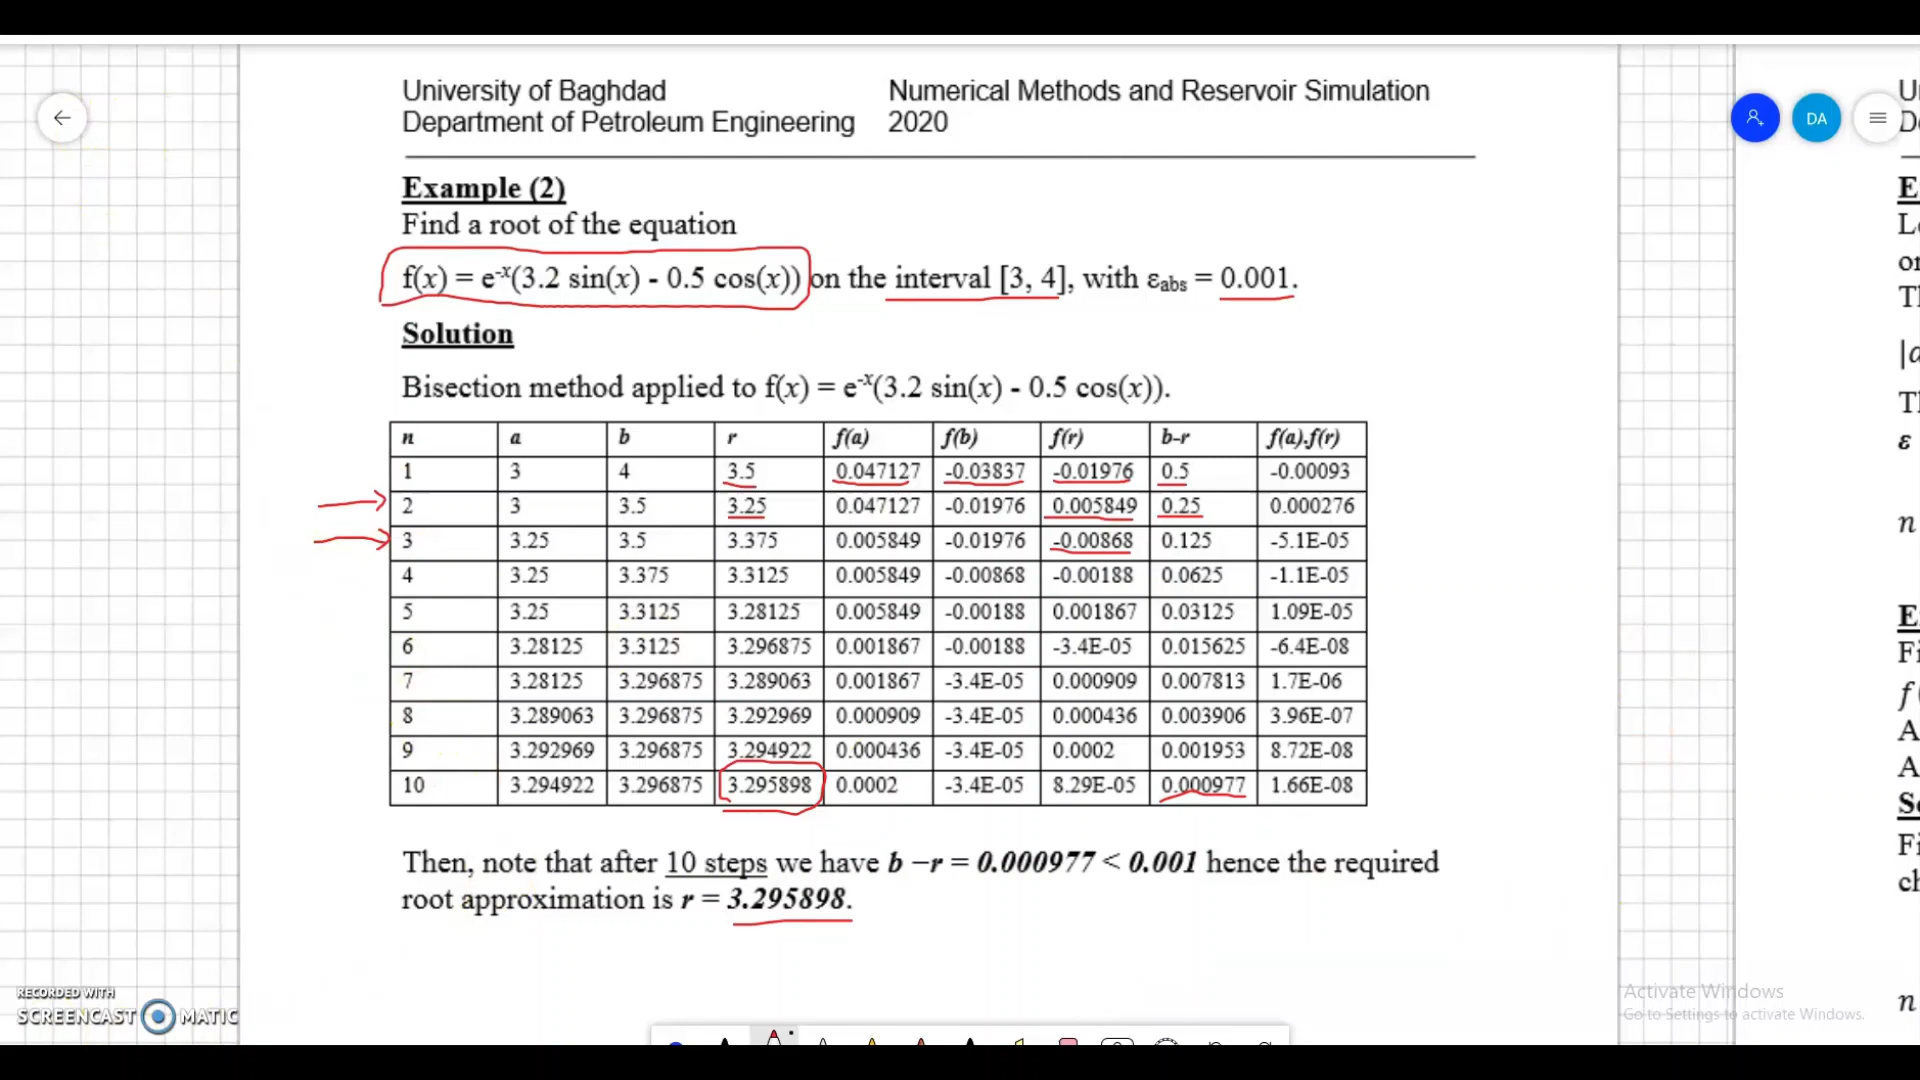 University of Baghdad Numerical Methods and Reservoir Simulation
Department of Petroleum Engineering 2020
DA
Example (2)
Find a root of the equation
f(x) = e-x(3.2 sin(x) - 0.5 cos(x)) on the interval [3, 4], with εabs = 0.001.
Solution
Bisection method applied to f(x) = e-x(3.2 sin(x) - 0.5 cos(x)).
n a b r f(a) f(b) f(r) b-r f(a).f(r)
1 3 4 3.5 0.047127 -0.03837 -0.01976 0.5 -0.00093
2 3 3.5 3.25 0.047127 -0.01976 0.005849 0.25 0.000276
3 3.25 3.5 3.375 0.005849 -0.01976 -0.00868 0.125 -5.1E-05
4 3.25 3.375 3.3125 0.005849 -0.00868 -0.00188 0.0625 -1.1E-05
5 3.25 3.3125 3.28125 0.005849 -0.00188 0.001867 0.03125 1.09E-05
6 3.28125 3.3125 3.296875 0.001867 -0.00188 -3.4E-05 0.015625 -6.4E-08
7 3.28125 3.296875 3.289063 0.001867 -3.4E-05 0.000909 0.007813 1.7E-06
8 3.289063 3.296875 3.292969 0.000909 -3.4E-05 0.000436 0.003906 3.96E-07
9 3.292969 3.296875 3.294922 0.000436 -3.4E-05 0.0002 0.001953 8.72E-08
10 3.294922 3.296875 3.295898 0.0002 -3.4E-05 8.29E-05 0.000977 1.66E-08
Then, note that after 10 steps we have b −r = 0.000977 < 0.001 hence the required
root approximation is r = 3.295898.
ε
n
n
RECORDED WITH
SCREENCAST MATIC
Activate Windows
Go to Settings to activate Windows.